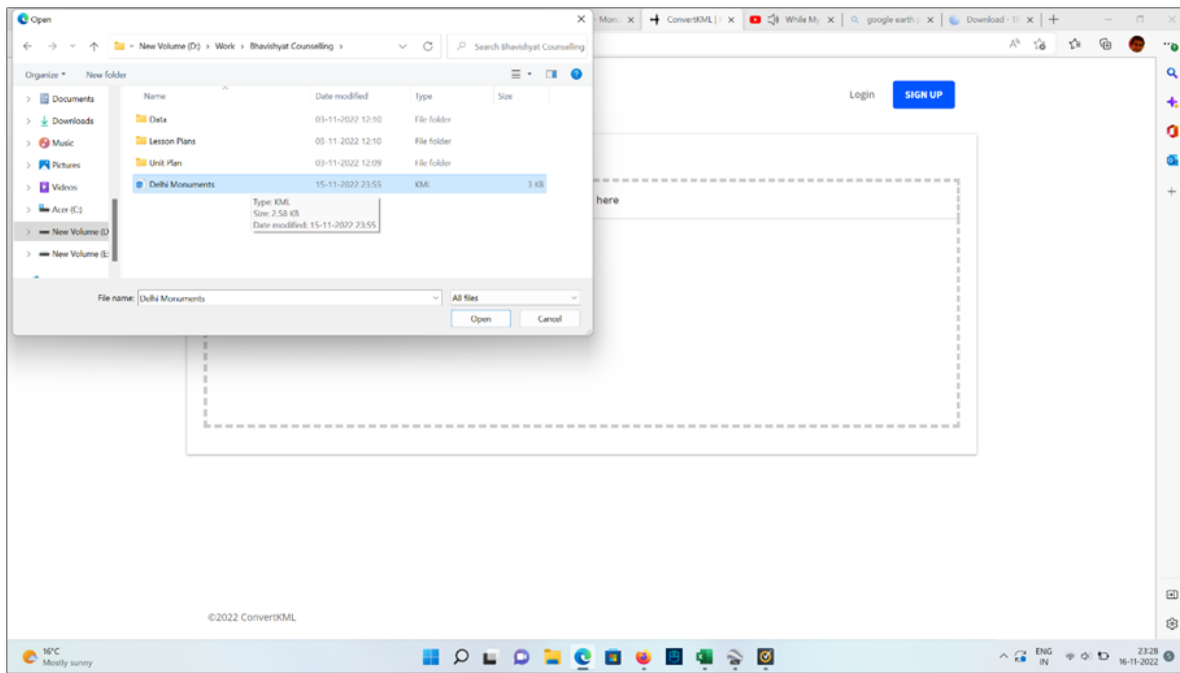 Open
Monu
ConvertKML |
While My
google earth p
Download - Th
New Volume (D:) > Work > Bhavishyat Counselling >
Search Bhavishyat Counselling
Organize
New folder
Name
Date modified
Type
Size
Documents
Downloads
Music
Pictures
Videos
Acer (C:)
New Volume (D
New Volume (E:
Data
03-11-2022 12:10
File folder
Lesson Plans
03-11-2022 12:10
File folder
Unit Plan
03-11-2022 12:09
File folder
Delhi Monuments
15-11-2022 23:55
KML
3 KB
Type: KML
Size: 2.58 KB
Date modified: 15-11-2022 23:55
File name: Delhi Monuments
All files
Open
Cancel
Login
SIGN UP
here
©2022 ConvertKML
16°C
Mostly sunny
ENG
IN
23:28
16-11-2022